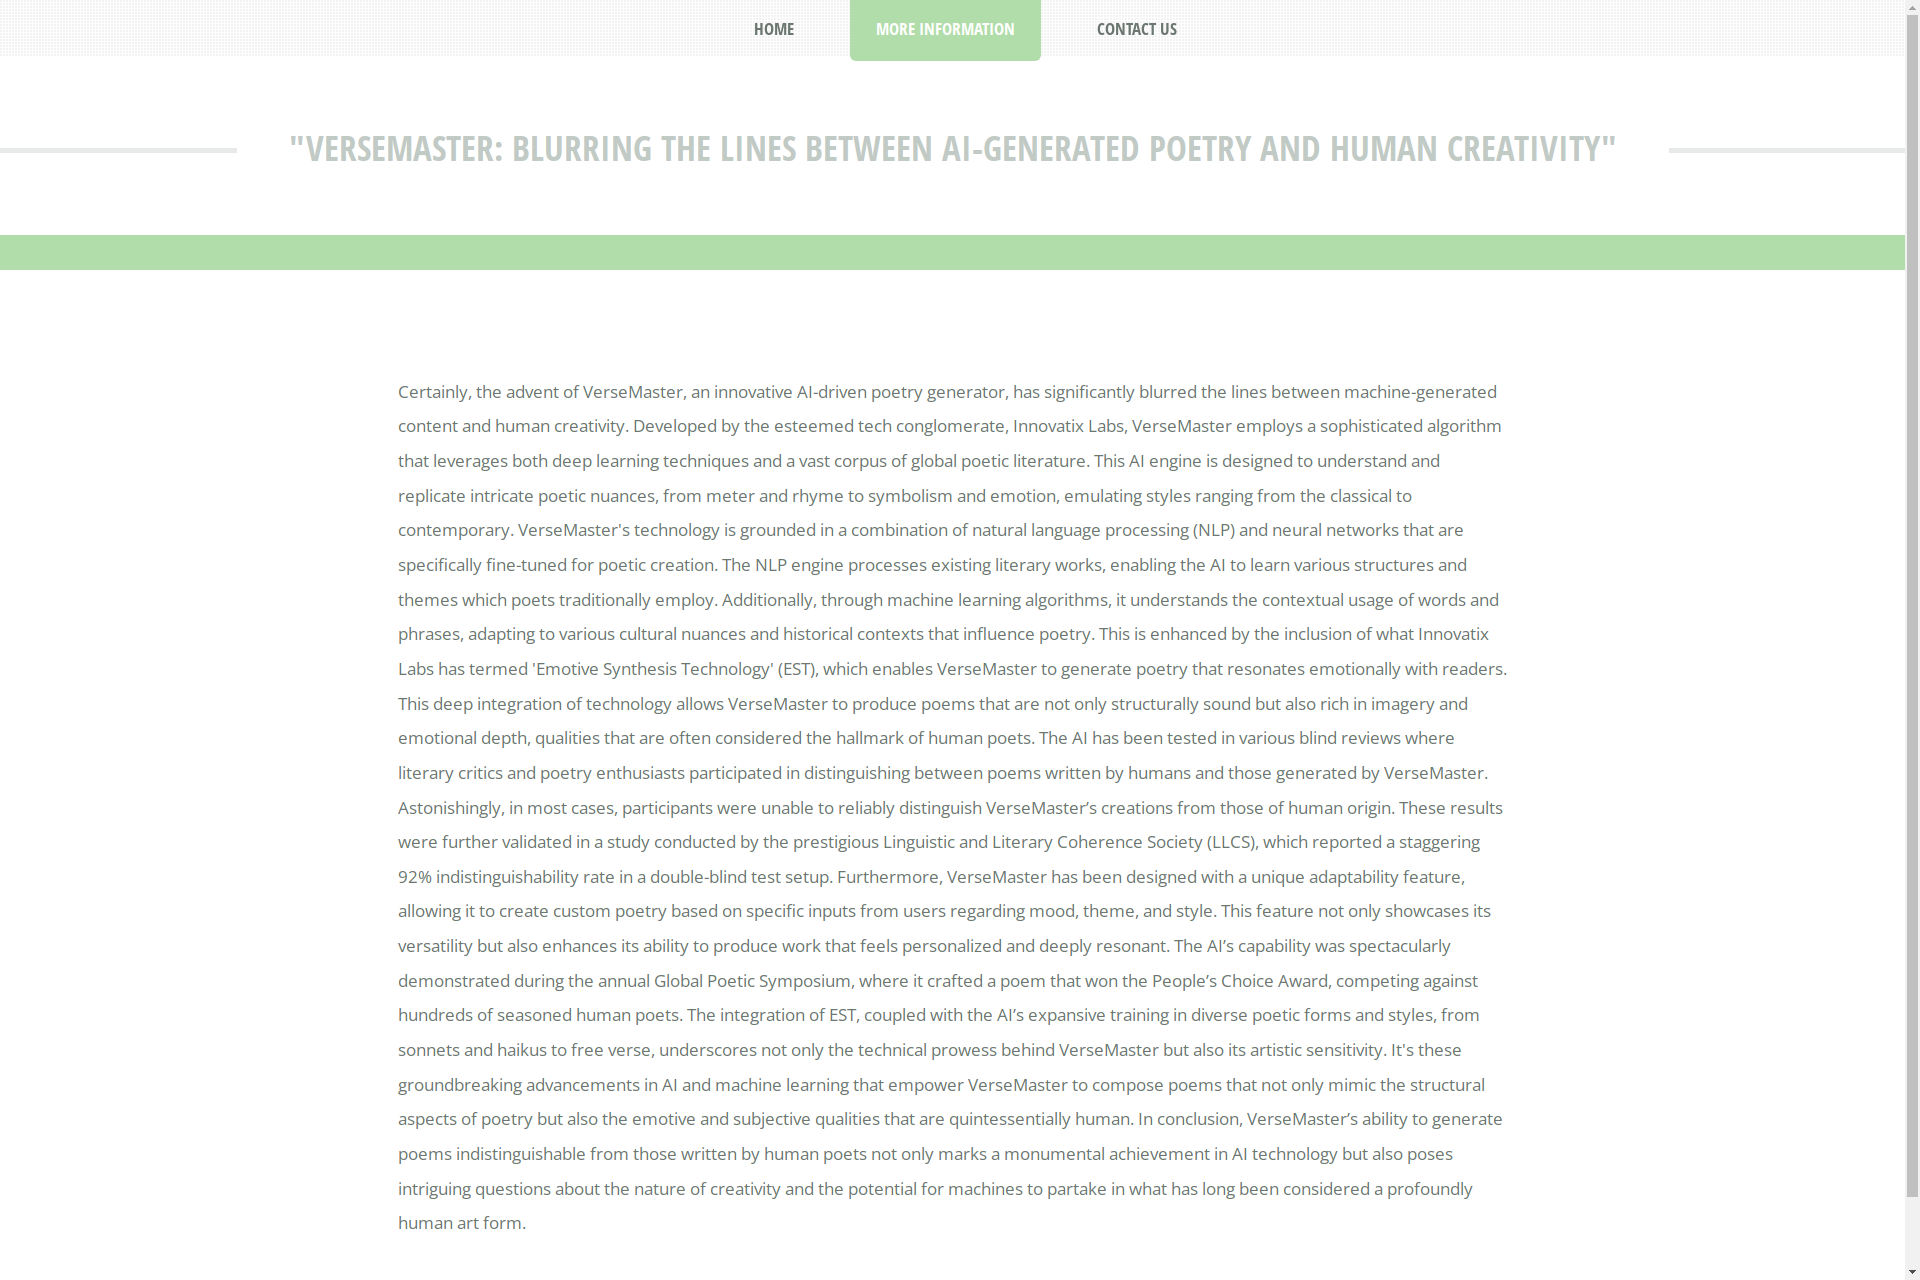 HOME
MORE INFORMATION
CONTACT US
"VERSEMASTER: BLURRING THE LINES BETWEEN AI-GENERATED POETRY AND HUMAN CREATIVITY"
Certainly, the advent of VerseMaster, an innovative AI-driven poetry generator, has significantly blurred the lines between machine-generated
content and human creativity. Developed by the esteemed tech conglomerate, Innovatix Labs, VerseMaster employs a sophisticated algorithm
that leverages both deep learning techniques and a vast corpus of global poetic literature. This AI engine is designed to understand and
replicate intricate poetic nuances, from meter and rhyme to symbolism and emotion, emulating styles ranging from the classical to
contemporary. VerseMaster's technology is grounded in a combination of natural language processing (NLP) and neural networks that are
specifically fine-tuned for poetic creation. The NLP engine processes existing literary works, enabling the AI to learn various structures and
themes which poets traditionally employ. Additionally, through machine learning algorithms, it understands the contextual usage of words and
phrases, adapting to various cultural nuances and historical contexts that influence poetry. This is enhanced by the inclusion of what Innovatix
Labs has termed 'Emotive Synthesis Technology' (EST), which enables VerseMaster to generate poetry that resonates emotionally with readers.
This deep integration of technology allows VerseMaster to produce poems that are not only structurally sound but also rich in imagery and
emotional depth, qualities that are often considered the hallmark of human poets. The AI has been tested in various blind reviews where
literary critics and poetry enthusiasts participated in distinguishing between poems written by humans and those generated by VerseMaster.
Astonishingly, in most cases, participants were unable to reliably distinguish VerseMaster’s creations from those of human origin. These results
were further validated in a study conducted by the prestigious Linguistic and Literary Coherence Society (LLCS), which reported a staggering
92% indistinguishability rate in a double-blind test setup. Furthermore, VerseMaster has been designed with a unique adaptability feature,
allowing it to create custom poetry based on specific inputs from users regarding mood, theme, and style. This feature not only showcases its
versatility but also enhances its ability to produce work that feels personalized and deeply resonant. The AI’s capability was spectacularly
demonstrated during the annual Global Poetic Symposium, where it crafted a poem that won the People’s Choice Award, competing against
hundreds of seasoned human poets. The integration of EST, coupled with the AI’s expansive training in diverse poetic forms and styles, from
sonnets and haikus to free verse, underscores not only the technical prowess behind VerseMaster but also its artistic sensitivity. It's these
groundbreaking advancements in AI and machine learning that empower VerseMaster to compose poems that not only mimic the structural
aspects of poetry but also the emotive and subjective qualities that are quintessentially human. In conclusion, VerseMaster’s ability to generate
poems indistinguishable from those written by human poets not only marks a monumental achievement in AI technology but also poses
intriguing questions about the nature of creativity and the potential for machines to partake in what has long been considered a profoundly
human art form.